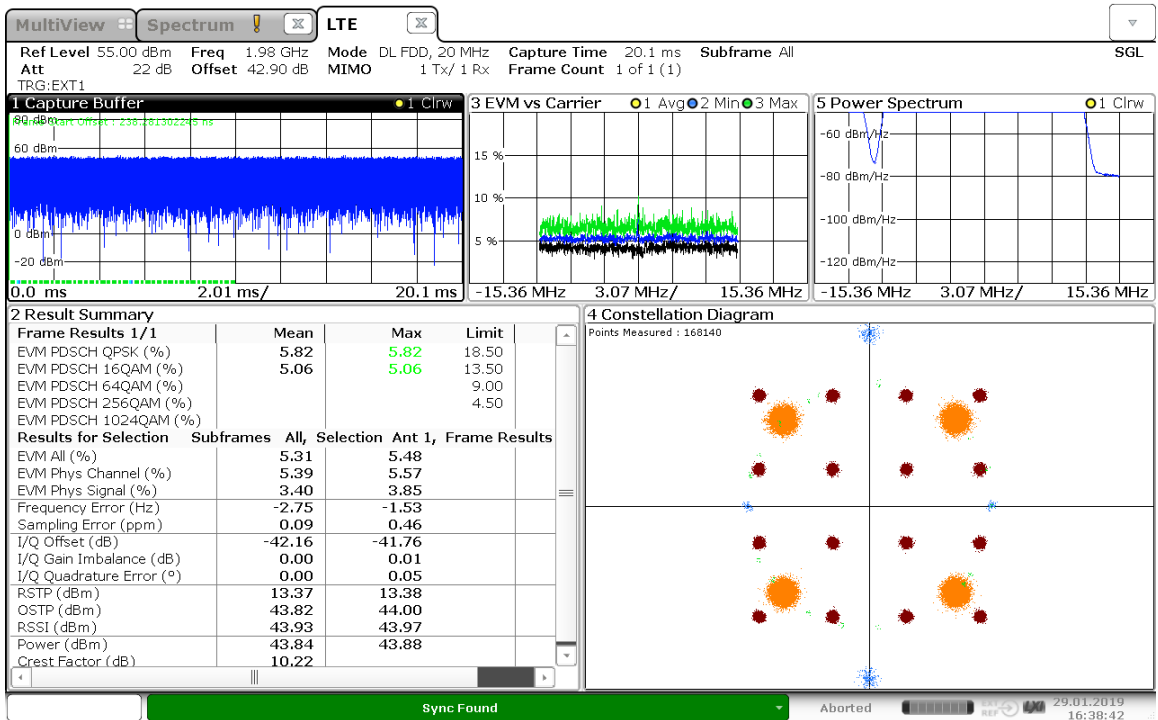 MultiView Spectrum ! X LTE X
Ref Level 55.00 dBm Freq 1.98 GHz Mode DL FDD, 20 MHz Capture Time 20.1 ms Subframe All SGL
Att 22 dB Offset 42.90 dB MIMO 1 Tx/ 1 Rx Frame Count 1 of 1 (1)
TRG:EXT1
1 Capture Buffer 1 Clrw
80 dBm
60 dBm
0 dBm
-20 dBm
0.0 ms 2.01 ms/ 20.1 ms
3 EVM vs Carrier 1 Avg 2 Min 3 Max
15 %
10 %
5 %
-15.36 MHz 3.07 MHz/ 15.36 MHz
5 Power Spectrum 1 Clrw
-60 dBm/Hz
-80 dBm/Hz
-100 dBm/Hz
-120 dBm/Hz
-15.36 MHz 3.07 MHz/ 15.36 MHz
2 Result Summary
Frame Results 1/1 Mean Max Limit
EVM PDSCH QPSK (%) 5.82 5.82 18.50
EVM PDSCH 16QAM (%) 5.06 5.06 13.50
EVM PDSCH 64QAM (%) 9.00
EVM PDSCH 256QAM (%) 4.50
EVM PDSCH 1024QAM (%)
Results for Selection Subframes All, Selection Ant 1, Frame Results
EVM All (%) 5.31 5.48
EVM Phys Channel (%) 5.39 5.57
EVM Phys Signal (%) 3.40 3.85
Frequency Error (Hz) -2.75 -1.53
Sampling Error (ppm) 0.09 0.46
I/Q Offset (dB) -42.16 -41.76
I/Q Gain Imbalance (dB) 0.00 0.01
I/Q Quadrature Error (°) 0.00 0.05
RSTP (dBm) 13.37 13.38
OSTP (dBm) 43.82 44.00
RSSI (dBm) 43.93 43.97
Power (dBm) 43.84 43.88
Crest Factor (dB) 10.22
4 Constellation Diagram
Points Measured : 168140
Sync Found
Aborted
EXT
REF
LXI
29.01.2019
16:38:42